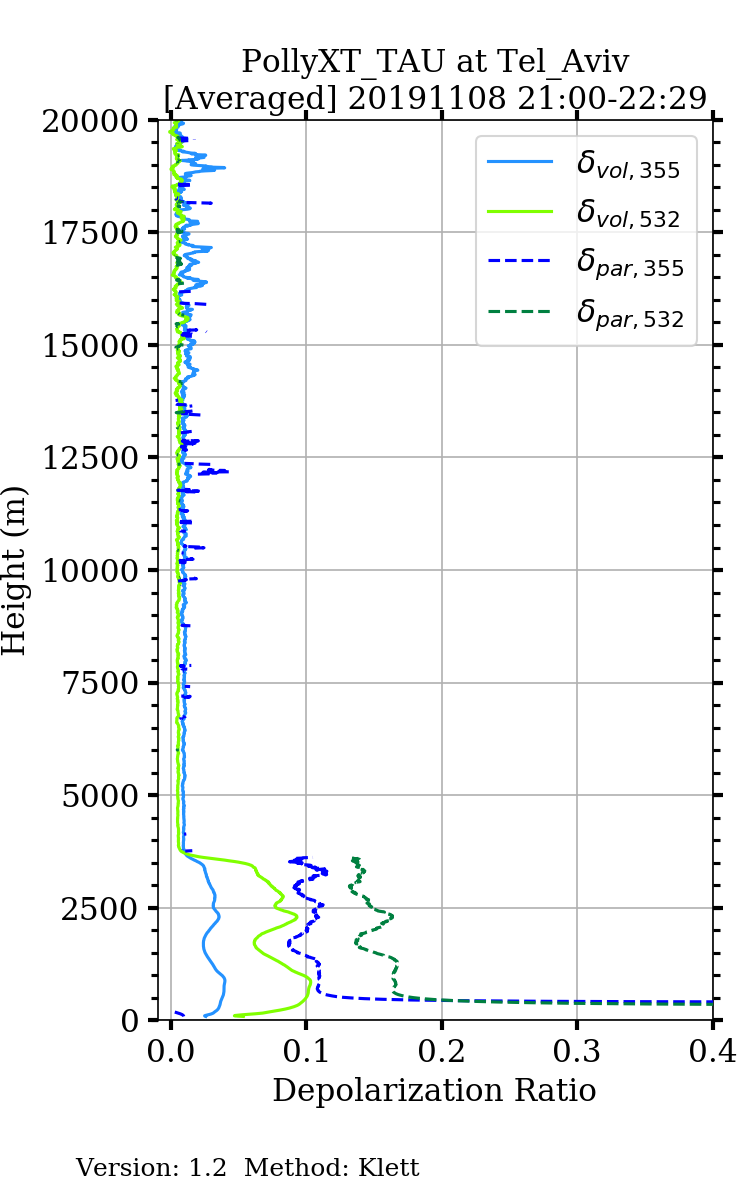 PollyXT_TAU at Tel_Aviv
[Averaged] 20191108 21:00-22:29
20000
17500
15000
12500
10000
7500
5000
2500
0
Height (m)
δvol, 355
δvol, 532
δpar, 355
δpar, 532
0.0 0.1 0.2 0.3 0.4
Depolarization Ratio
Version: 1.2 Method: Klett